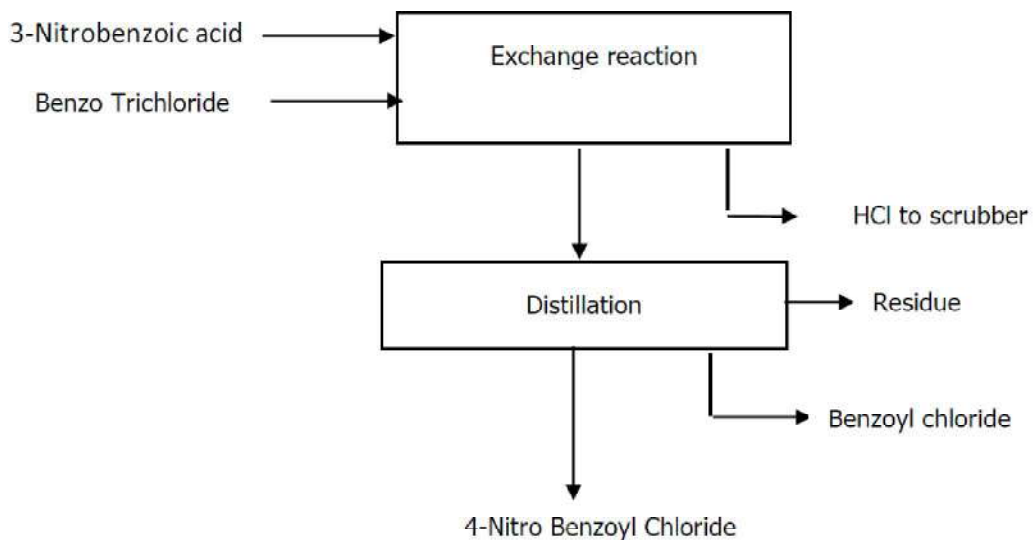 3-Nitrobenzoic acid
Exchange reaction
Benzo Trichloride
HCl to scrubber
Distillation
Residue
Benzoyl chloride
4-Nitro Benzoyl Chloride